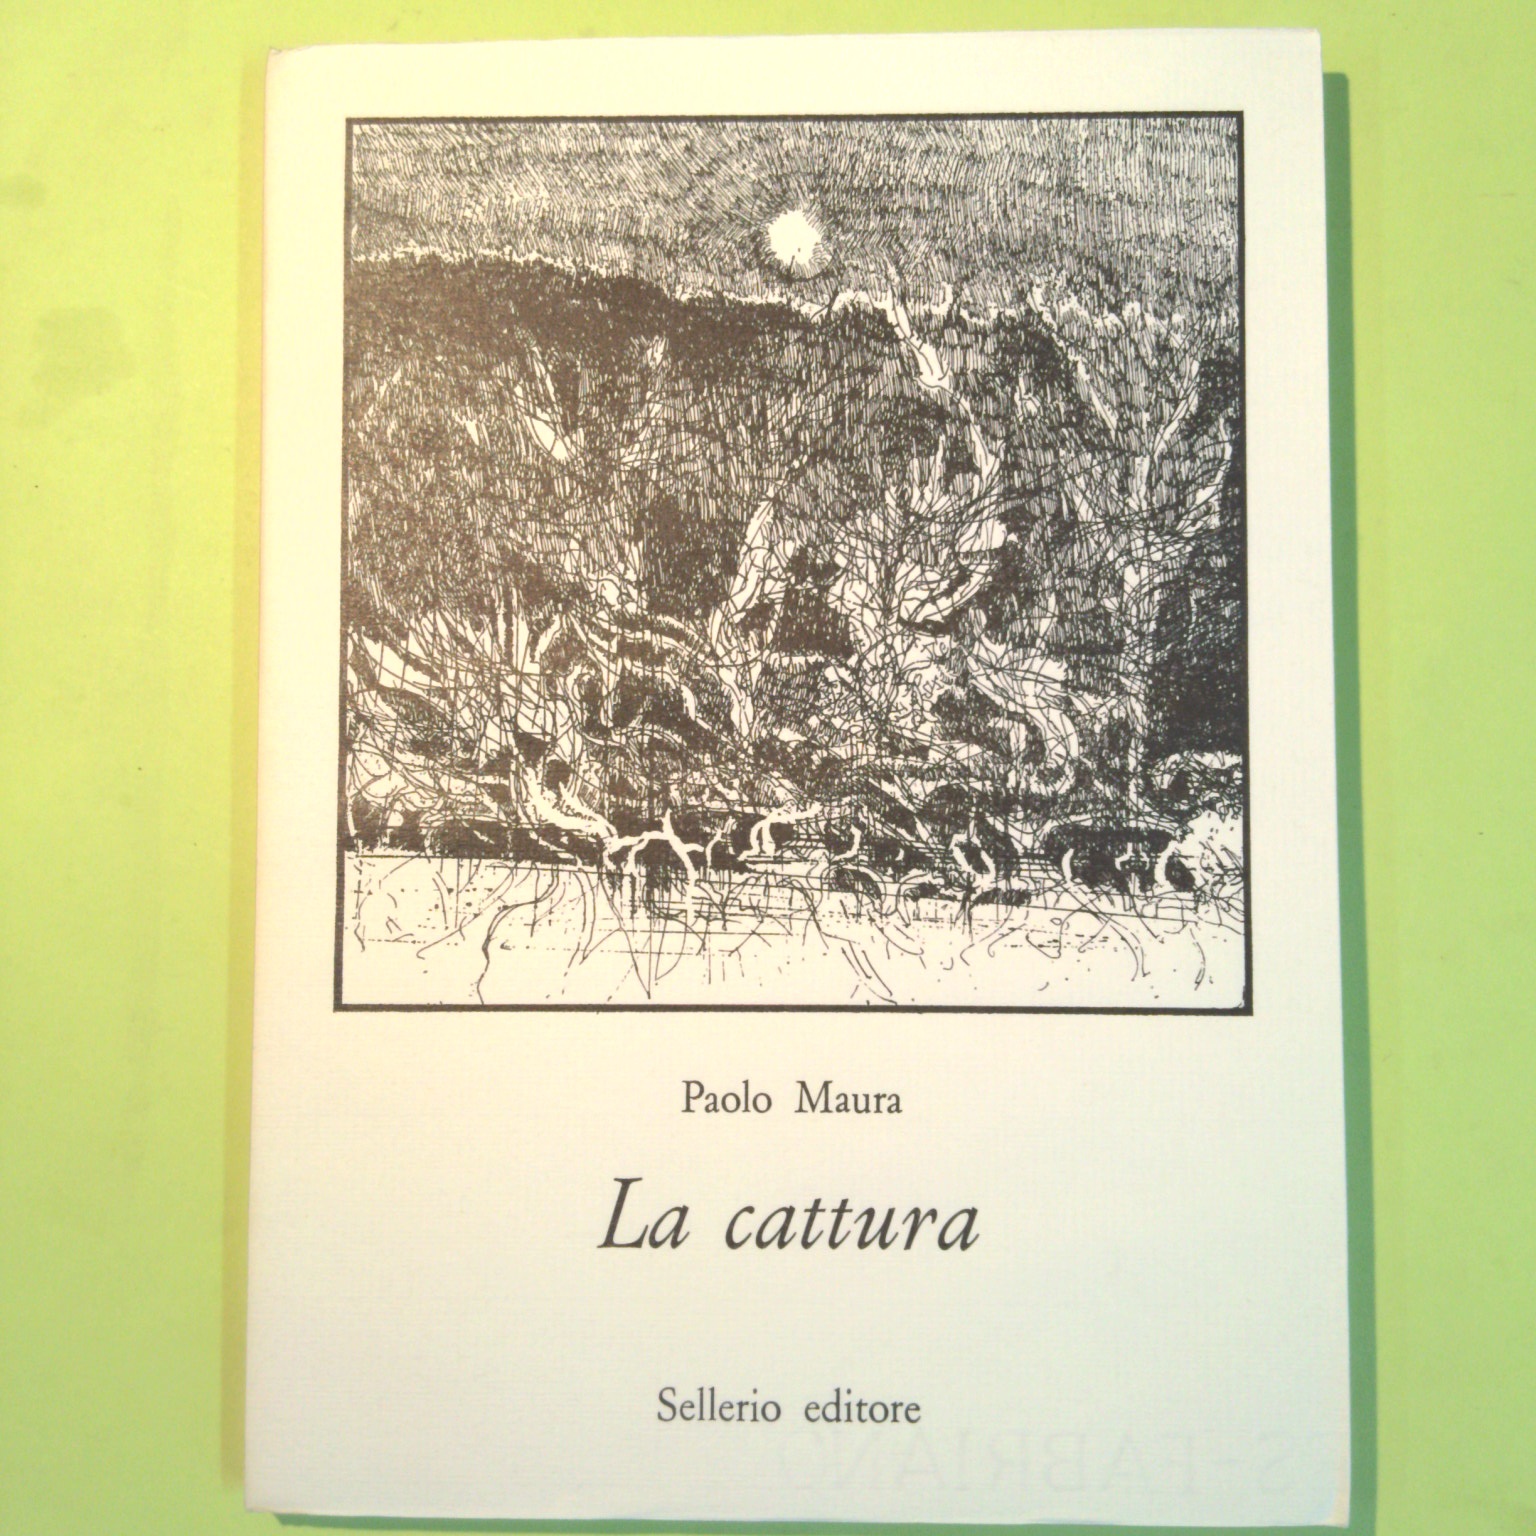 Paolo Maura
La cattura
Sellerio editore